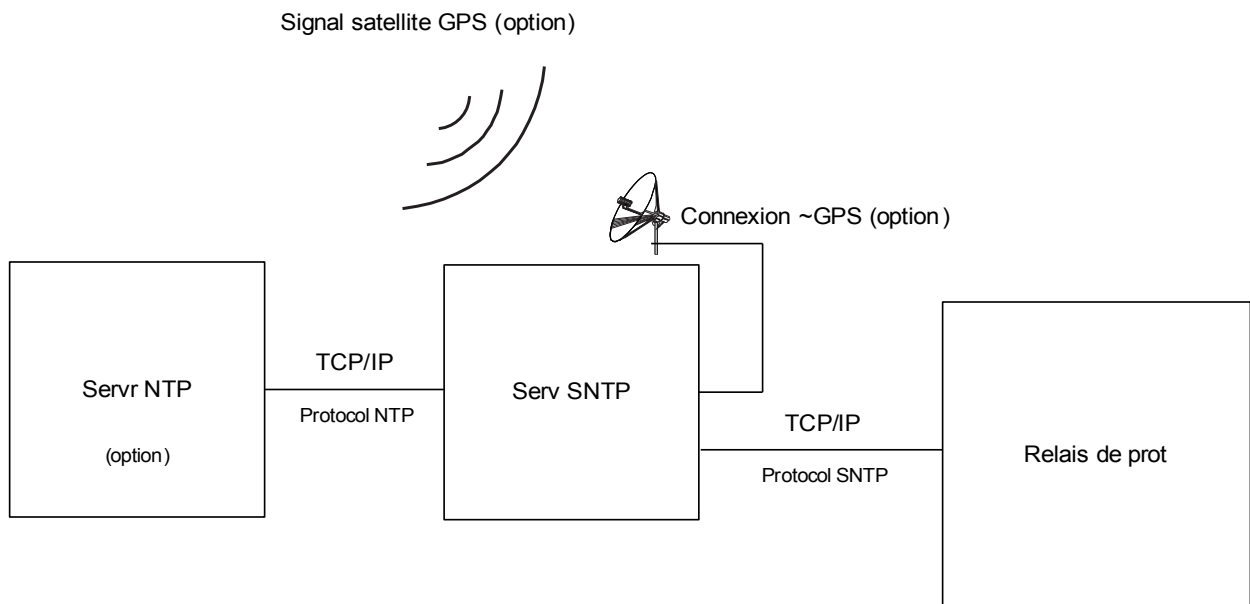 Signal satellite GPS (option)
Connexion ~GPS (option)
Servr NTP
(option)
TCP/IP
Protocol NTP
Serv SNTP
TCP/IP
Protocol SNTP
Relais de prot